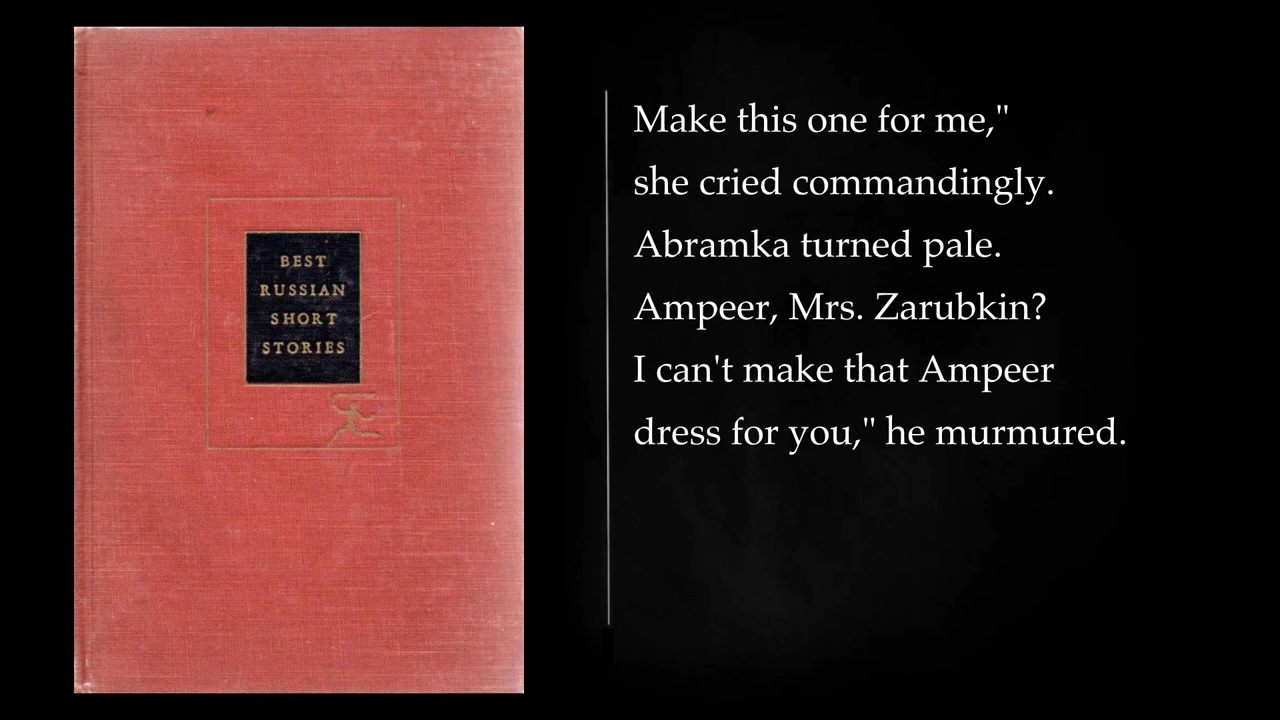 BEST
RUSSIAN
SHORT
STORIES
Make this one for me,"
she cried commandingly.
Abramka turned pale.
Ampeer, Mrs. Zarubkin?
I can't make that Ampeer
dress for you," he murmured.